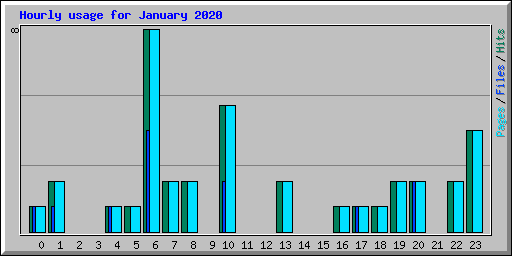 Hourly usage for January 2020
8
Pages/Files/Hits
0 1 2 3 4 5 6 7 8 9 10 11 12 13 14 15 16 17 18 19 20 21 22 23